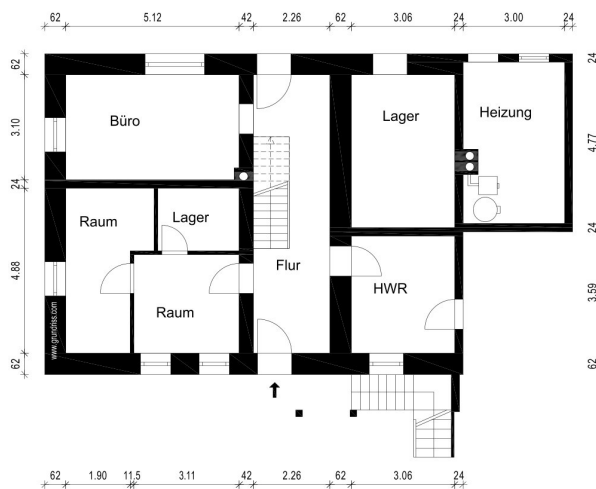 62 5.12 42 2.26 62 3.06 24 3.00 24
62
3.10
24
4.88
62
24
4.77
24
3.59
62
Büro
Lager
Heizung
Raum
Lager
Flur
HWR
Raum
www.grundriss.com
62 1.90 11.5 3.11 42 2.26 62 3.06 24